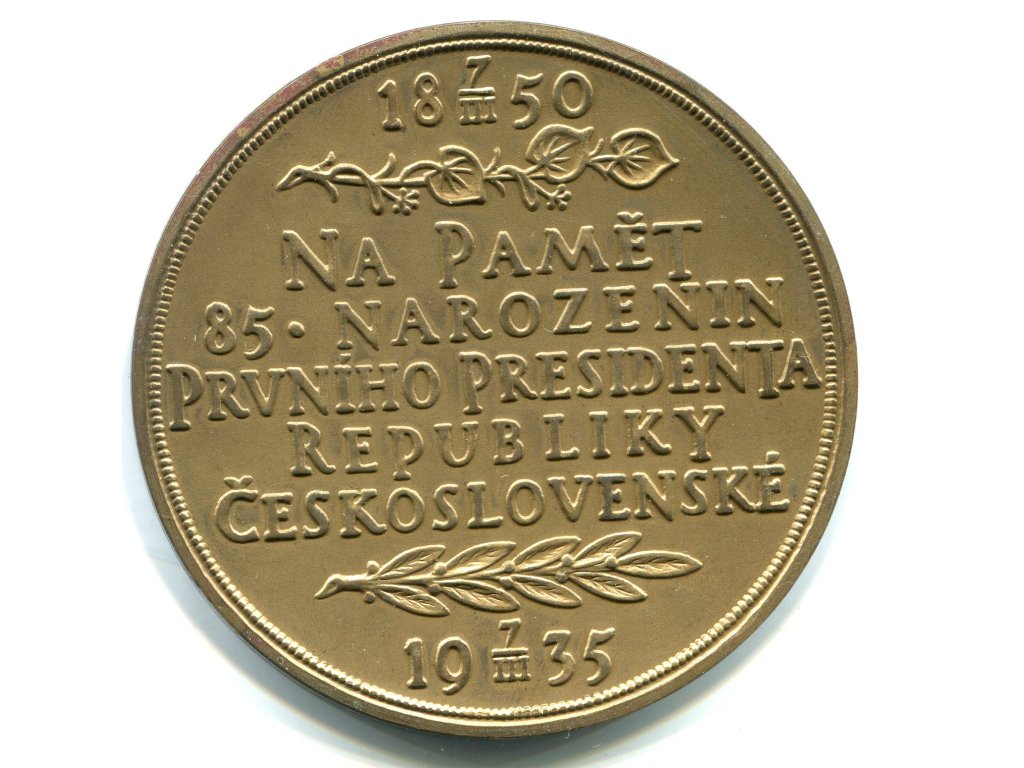 18 7/III 50
NA PAMĚT
85. NAROZENIN
PRVNÍHO PRESIDENTA
REPUBLIKY
ČESKOSLOVENSKÉ
19 7/III 35